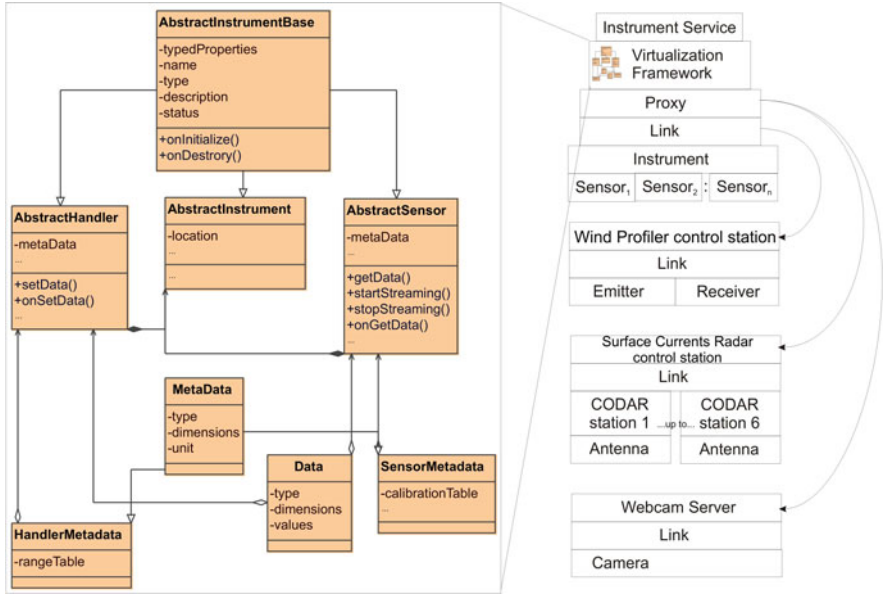 AbstractInstrumentBase
-typedProperties
-name
-type
-description
-status
+onInitialize()
+onDestrory()
AbstractHandler
-metaData
...
+setData()
+onSetData()
...
AbstractInstrument
-location
...
...
AbstractSensor
-metaData
...
+getData()
+startStreaming()
+stopStreaming()
+onGetData()
...
MetaData
-type
-dimensions
-unit
Data
-type
-dimensions
-values
SensorMetadata
-calibrationTable
...
HandlerMetadata
-rangeTable
Instrument Service
Virtualization
Framework
Proxy
Link
Instrument
Sensor1 Sensor2 : Sensorn
Wind Profiler control station
Link
Emitter Receiver
Surface Currents Radar
control station
Link
CODAR
station 1
...up to...
CODAR
station 6
Antenna Antenna
Webcam Server
Link
Camera